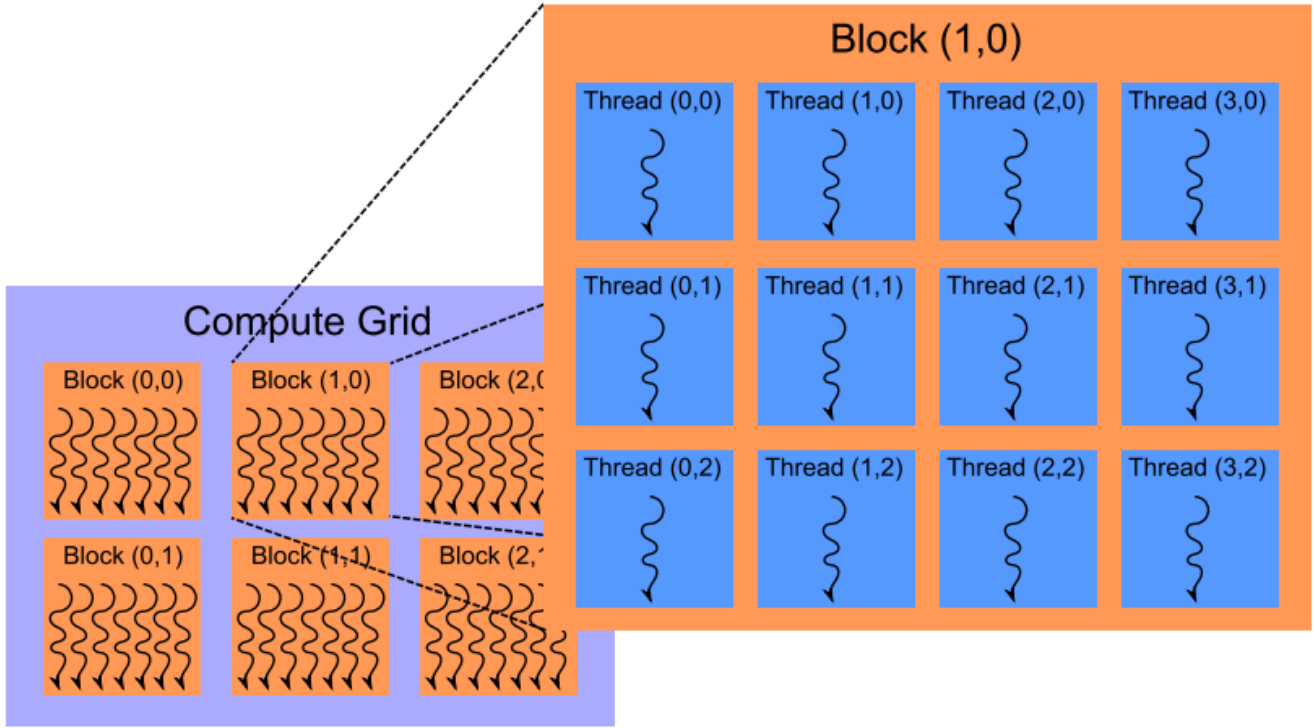 Block (1,0)
Thread (0,0) Thread (1,0) Thread (2,0) Thread (3,0)
Thread (0,1) Thread (1,1) Thread (2,1) Thread (3,1)
Thread (0,2) Thread (1,2) Thread (2,2) Thread (3,2)
Compute Grid
Block (0,0) Block (1,0) Block (2,0
Block (0,1) Block (1,1) Block (2,1